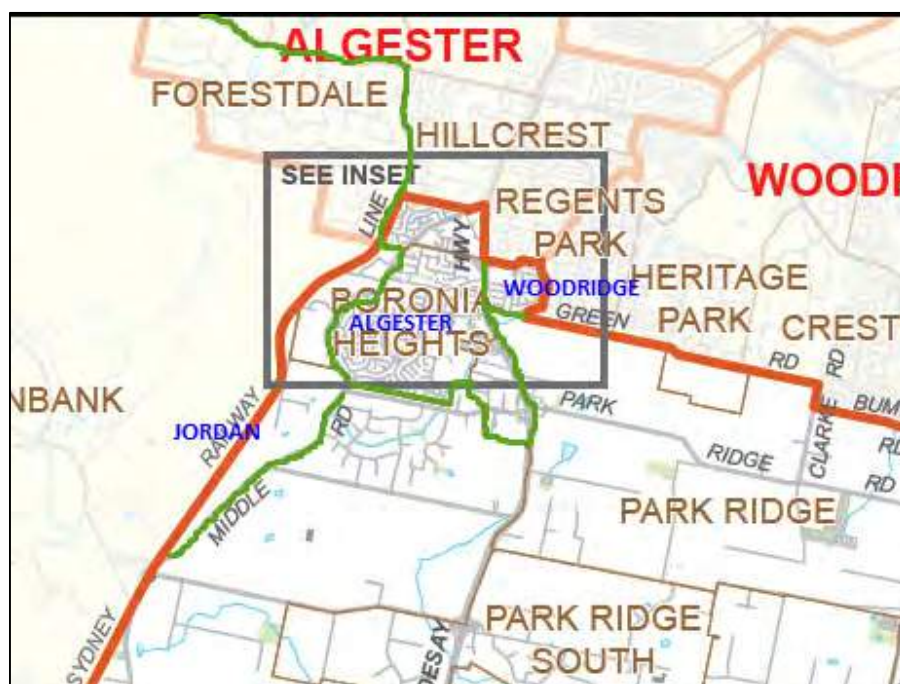 ALGESTER
FORESTDALE
HILLCREST
SEE INSET
WOOD
LINE
REGENTS
PARK
HWY
WOODRIDGE
HERITAGE
PARK
BORONIA
ALGESTER
HEIGHTS
GREEN
CREST
RD
RD
NBANK
PARK
BUM
JORDAN
RAILWAY
RD
RIDGE
CLARKE
RD
RD
MIDDLE
PARK RIDGE
PARK RIDGE
SOUTH
SYDNEY
DESAY